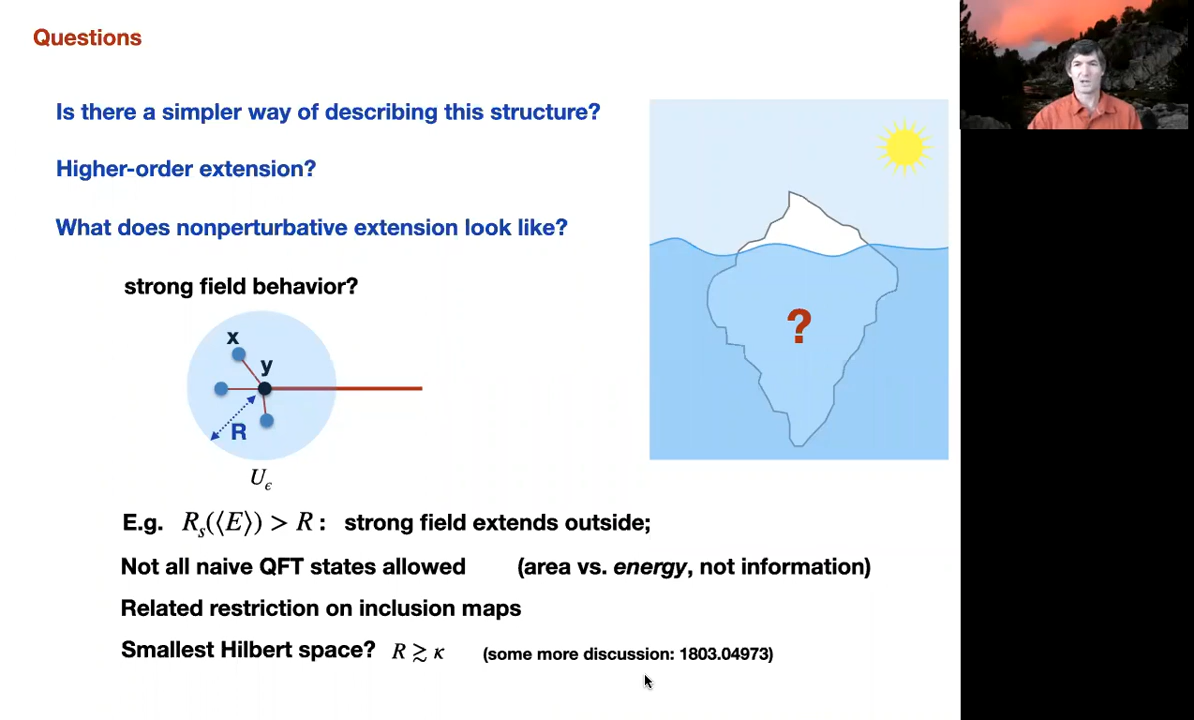 Questions
Is there a simpler way of describing this structure?
Higher-order extension?
What does nonperturbative extension look like?
strong field behavior?
x
y
R
U_ϵ
?
E.g. R_s(⟨E⟩) > R : strong field extends outside;
Not all naive QFT states allowed (area vs. energy, not information)
Related restriction on inclusion maps
Smallest Hilbert space? R ≳ κ (some more discussion: 1803.04973)